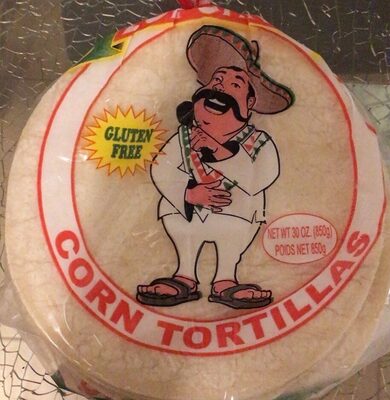 GLUTEN
FREE
NET WT 30 OZ. (850g)
POIDS NET 850g
CORN TORTILLAS